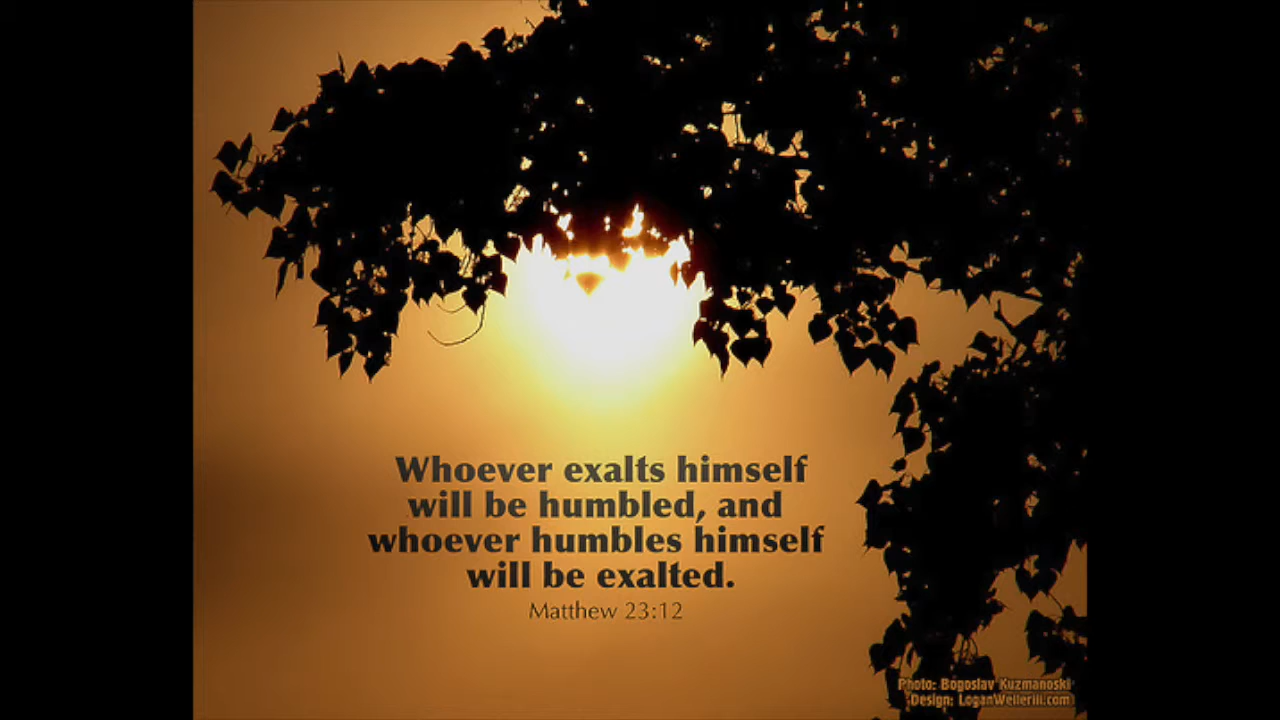 Whoever exalts himself
will be humbled, and
whoever humbles himself
will be exalted.
Matthew 23:12
Photo: Bogoslav Kuzmanoski
Design: LoganWellerIII.com